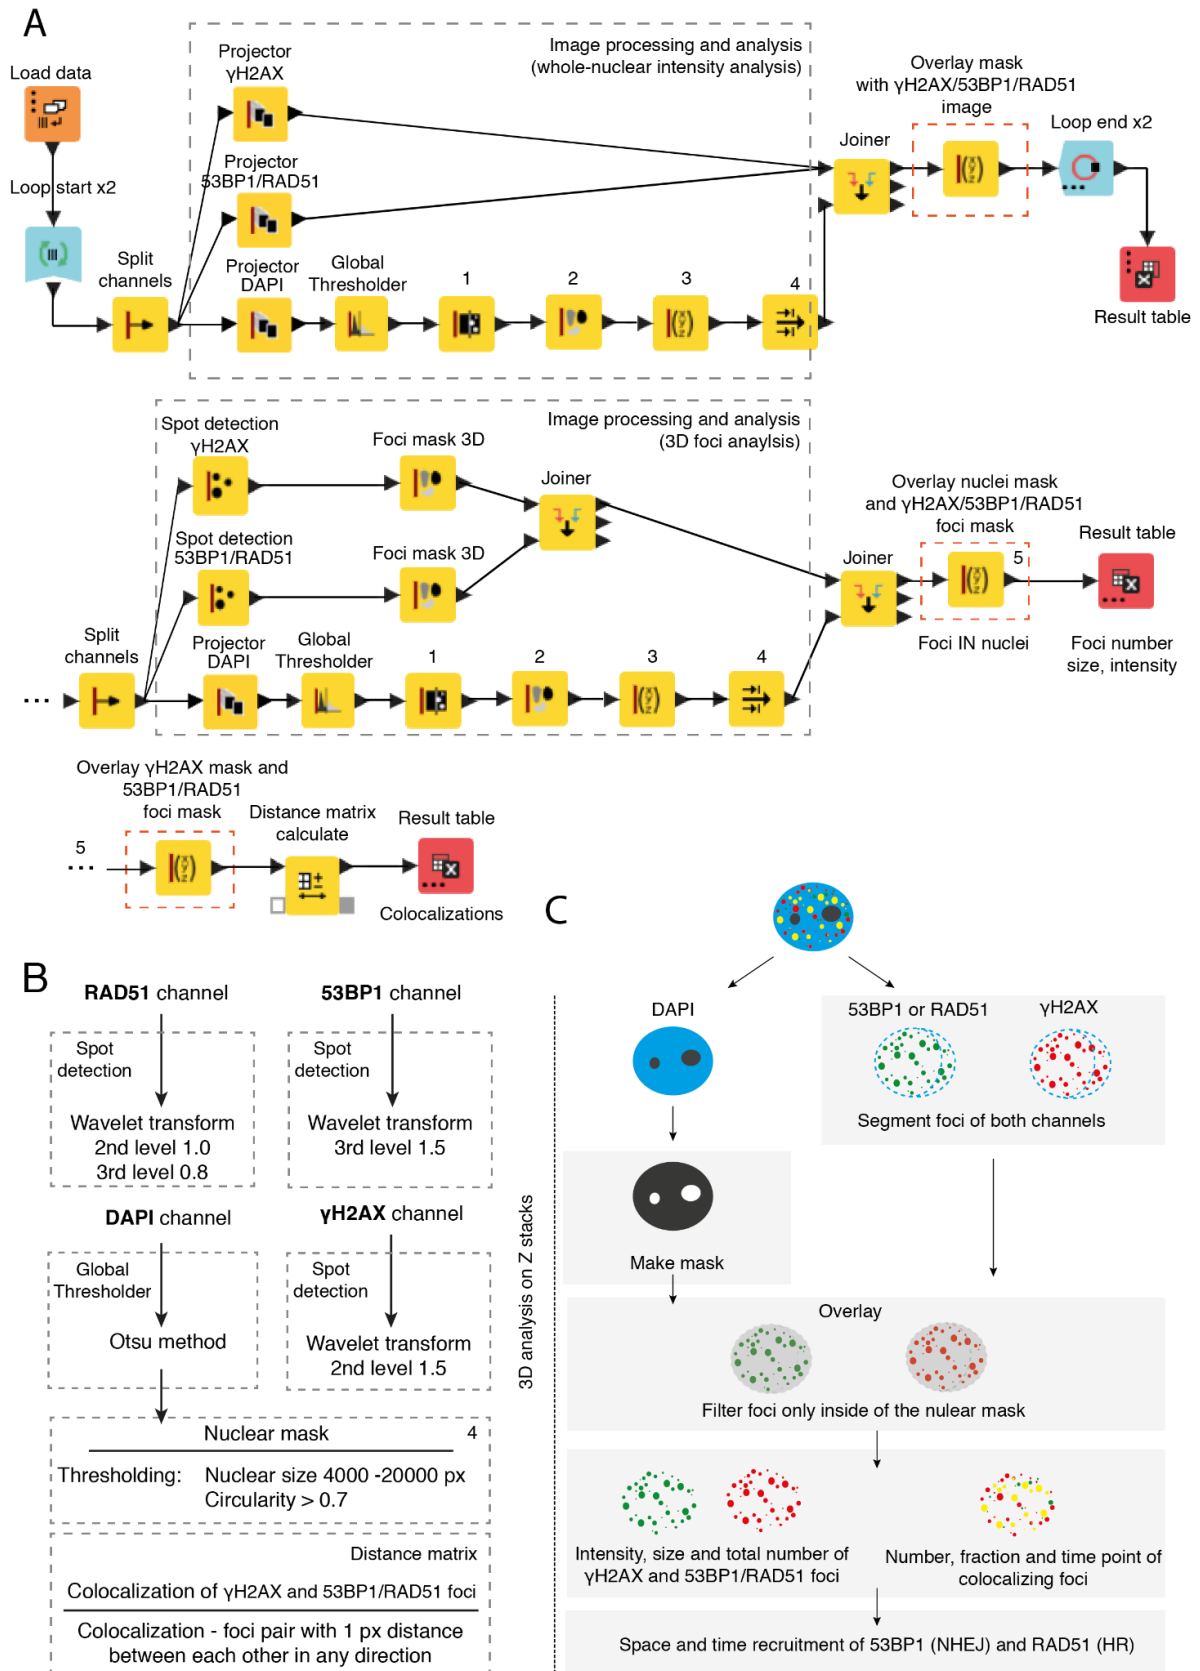 A
Load data
Loop start x2
Split
channels
Projector
γH2AX
Projector
53BP1/RAD51
Projector
DAPI
Global
Thresholder
1
2
3
4
Image processing and analysis
(whole-nuclear intensity analysis)
Joiner
Overlay mask
with γH2AX/53BP1/RAD51
image
Loop end x2
Result table
Image processing and analysis
(3D foci anaylsis)
Spot detection
γH2AX
Foci mask 3D
Joiner
Spot detection
53BP1/RAD51
Foci mask 3D
Split
channels
Projector
DAPI
Global
Thresholder
1
2
3
4
Joiner
Overlay nuclei mask
and γH2AX/53BP1/RAD51
foci mask
5
Foci IN nuclei
Result table
Foci number
size, intensity
Overlay γH2AX mask and
53BP1/RAD51
foci mask
5
Distance matrix
calculate
Result table
Colocalizations
B
RAD51 channel
Spot
detection
Wavelet transform
2nd level 1.0
3rd level 0.8
53BP1 channel
Spot
detection
Wavelet transform
3rd level 1.5
DAPI channel
Global
Thresholder
Otsu method
γH2AX channel
Spot
detection
Wavelet transform
2nd level 1.5
Nuclear mask
4
Thresholding: Nuclear size 4000 -20000 px
Circularity > 0.7
Distance matrix
Colocalization of γH2AX and 53BP1/RAD51 foci
Colocalization - foci pair with 1 px distance
between each other in any direction
C
3D analysis on Z stacks
DAPI
53BP1 or RAD51
γH2AX
Segment foci of both channels
Make mask
Overlay
Filter foci only inside of the nulear mask
Intensity, size and total number of
γH2AX and 53BP1/RAD51 foci
Number, fraction and time point of
colocalizing foci
Space and time recruitment of 53BP1 (NHEJ) and RAD51 (HR)